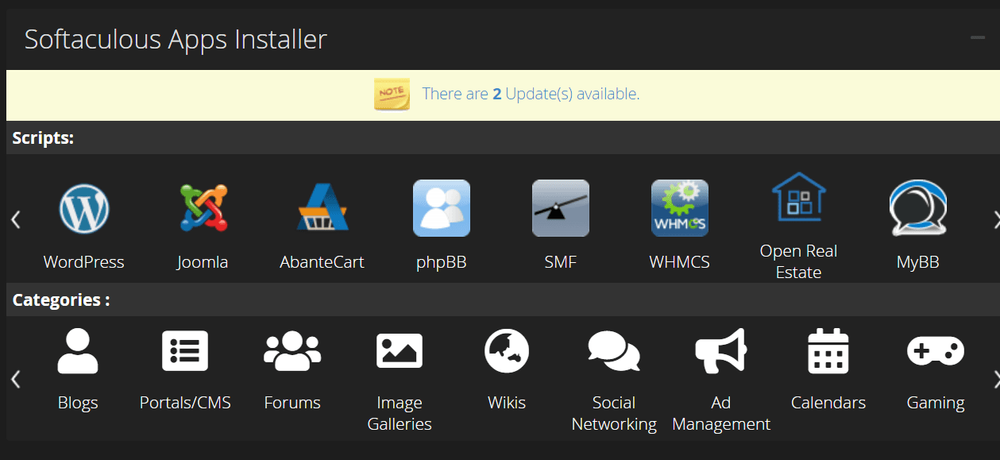 Softaculous Apps Installer
NOTE
There are 2 Update(s) available.
Scripts:
WHMCS
WordPress Joomla AbanteCart phpBB SMF WHMCS Open Real Estate MyBB
Categories :
Blogs Portals/CMS Forums Image Galleries Wikis Social Networking Ad Management Calendars Gaming